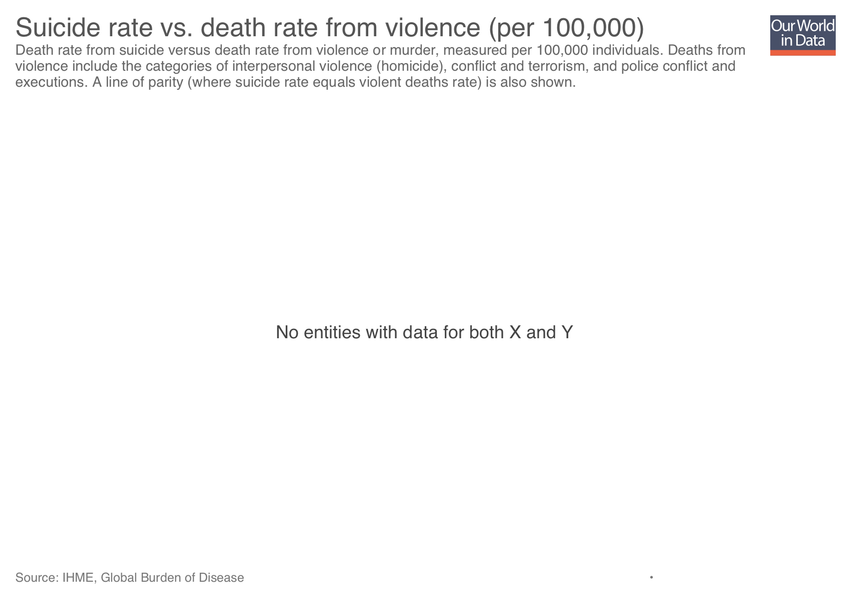 Suicide rate vs. death rate from violence (per 100,000)
Our World
in Data
Death rate from suicide versus death rate from violence or murder, measured per 100,000 individuals. Deaths from
violence include the categories of interpersonal violence (homicide), conflict and terrorism, and police conflict and
executions. A line of parity (where suicide rate equals violent deaths rate) is also shown.
No entities with data for both X and Y
Source: IHME, Global Burden of Disease
•